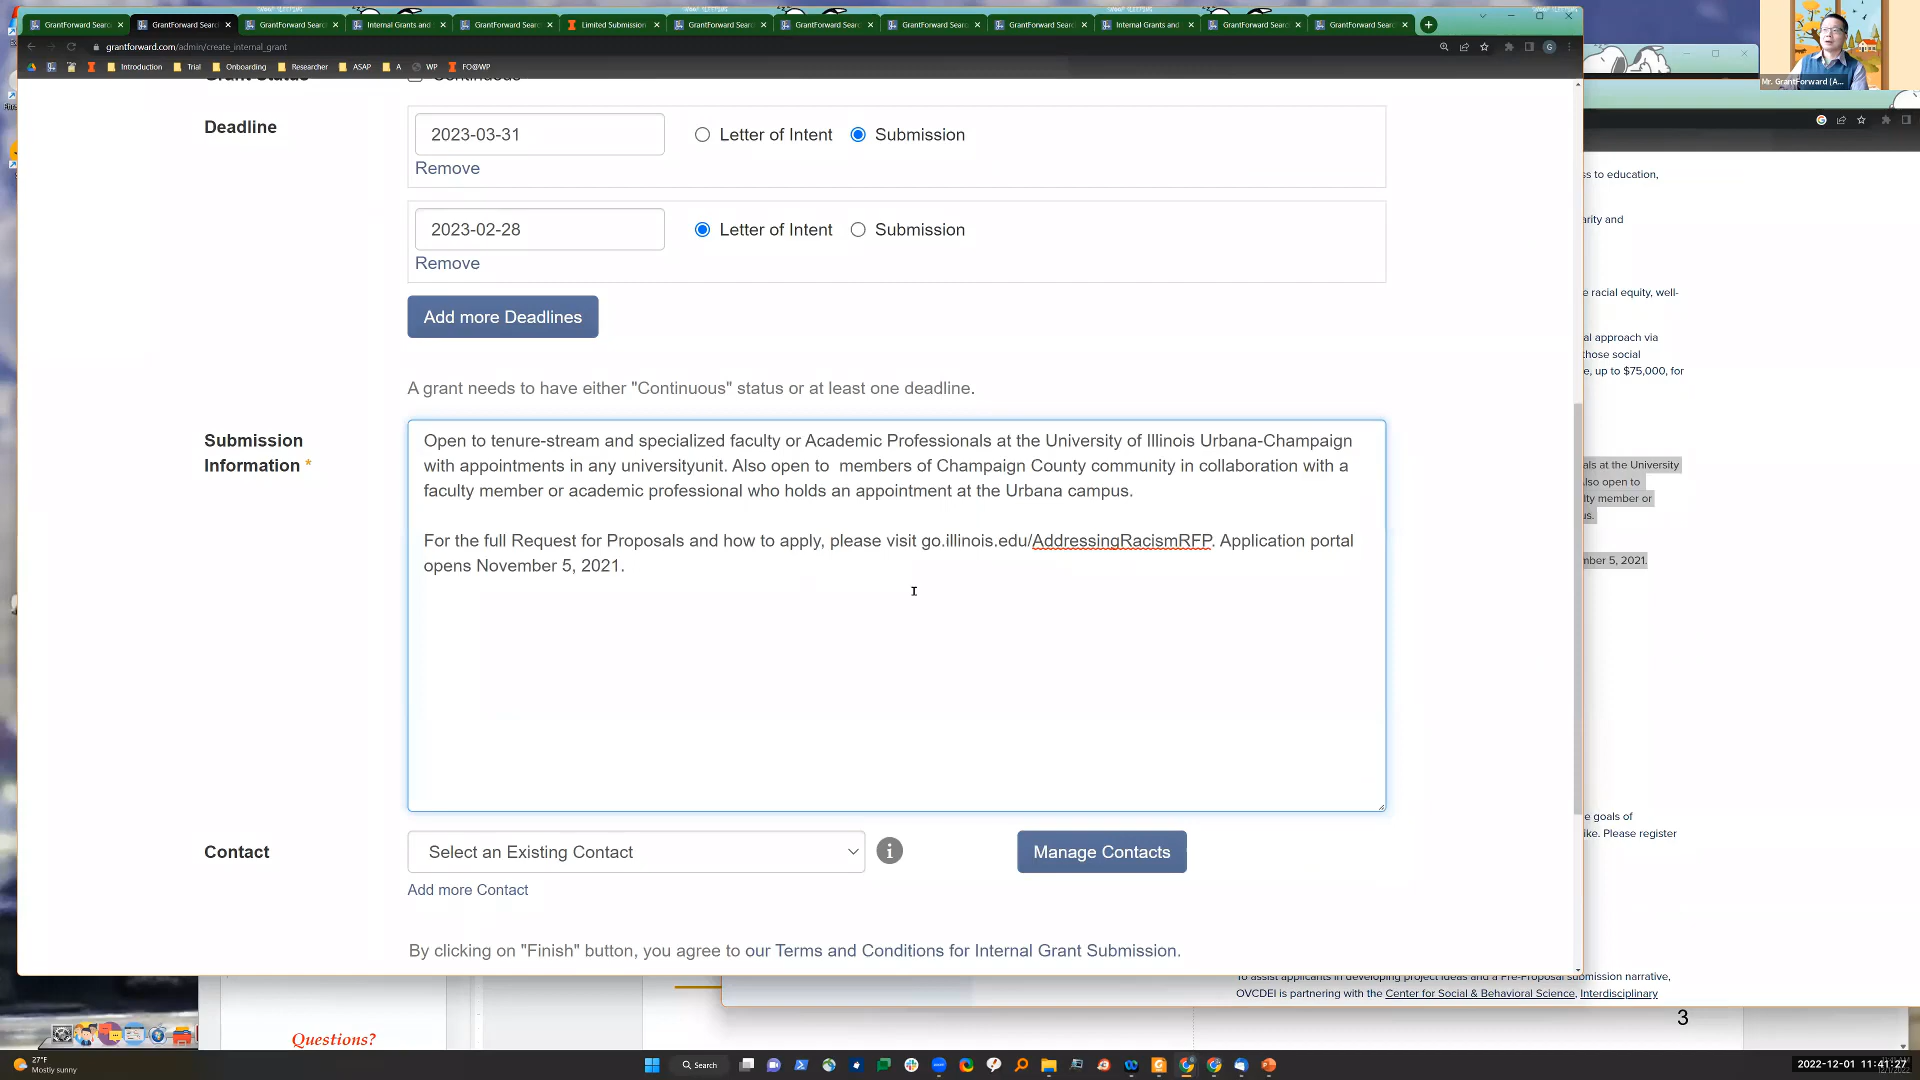 GrantForward Searc
GrantForward Searc
GrantForward Searc
Internal Grants and
GrantForward Searc
Limited Submission
GrantForward Searc
GrantForward Searc
GrantForward Searc
GrantForward Searc
Internal Grants and
GrantForward Searc
GrantForward Searc
grantforward.com/admin/create_internal_grant
Introduction
Trial
Onboarding
Researcher
ASAP
A
WP
FO@WP
Mr. GrantForward (A...
Grant Status
Continuous
Deadline
2023-03-31
Letter of Intent
Submission
Remove
2023-02-28
Letter of Intent
Submission
Remove
Add more Deadlines
A grant needs to have either "Continuous" status or at least one deadline.
Submission
Information *
Open to tenure-stream and specialized faculty or Academic Professionals at the University of Illinois Urbana-Champaign
with appointments in any universityunit. Also open to  members of Champaign County community in collaboration with a
faculty member or academic professional who holds an appointment at the Urbana campus.
For the full Request for Proposals and how to apply, please visit go.illinois.edu/AddressingRacismRFP. Application portal
opens November 5, 2021.
Contact
Select an Existing Contact
Manage Contacts
Add more Contact
By clicking on "Finish" button, you agree to our Terms and Conditions for Internal Grant Submission.
ss to education,
arity and
e racial equity, well-
al approach via
those social
e, up to $75,000, for
als at the University
lso open to
lty member or
us.
mber 5, 2021.
e goals of
ike. Please register
To assist applicants in developing project ideas and a Pre-Proposal submission narrative,
OVCDEI is partnering with the Center for Social & Behavioral Science, Interdisciplinary
3
Questions?
27°F
Mostly sunny
Search
2022-12-01 11:41:27